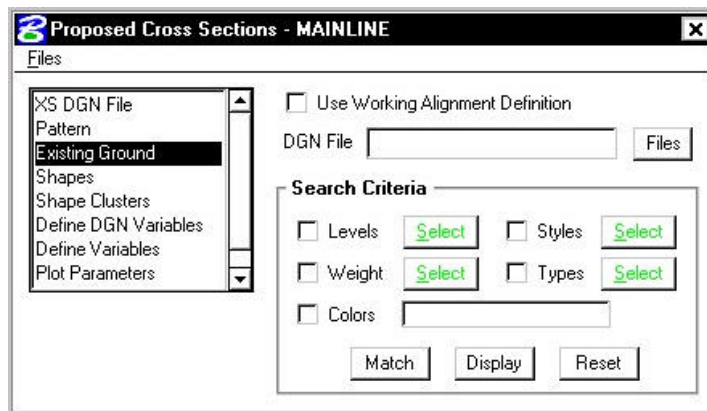 Proposed Cross Sections - MAINLINE
Files
XS DGN File
Pattern
Existing Ground
Shapes
Shape Clusters
Define DGN Variables
Define Variables
Plot Parameters
Use Working Alignment Definition
DGN File Files
Search Criteria
Levels Select Styles Select
Weight Select Types Select
Colors
Match Display Reset